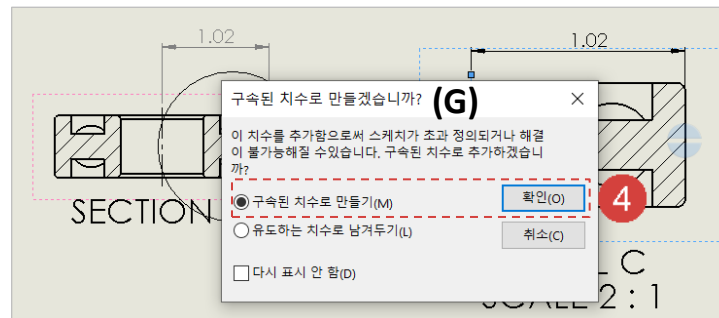 1.02
1.02
구속된 치수로 만들겠습니까? (G)
이 치수를 추가함으로써 스케치가 초과 정의되거나 해결
이 불가능해질 수있습니다. 구속된 치수로 추가하겠습니
까?
구속된 치수로 만들기(M)
확인(O)
4
유도하는 치수로 남겨두기(L)
취소(C)
다시 표시 안 함(D)
SECTION
L C
SCALE 2 : 1